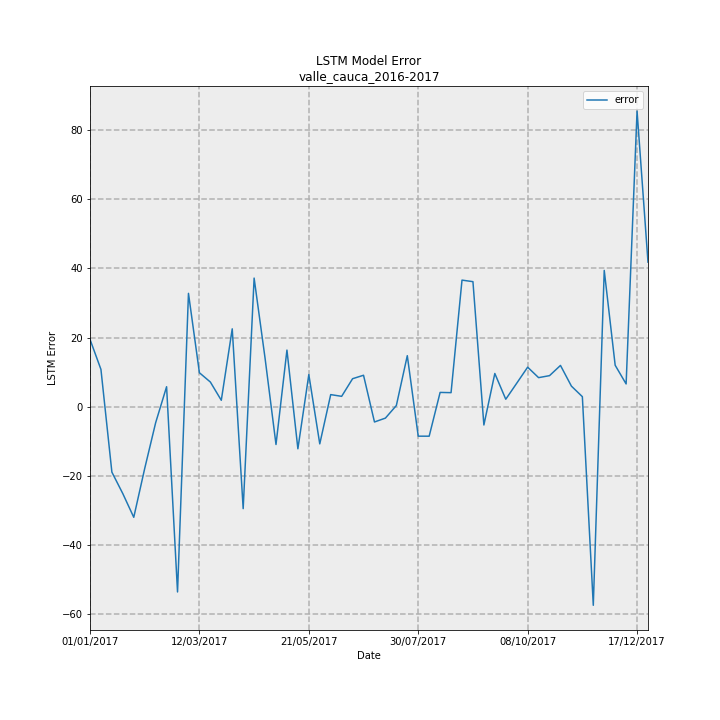 LSTM Model Error
valle_cauca_2016-2017
error
80
60
40
20
0
−20
−40
−60
LSTM Error
01/01/2017 12/03/2017 21/05/2017 30/07/2017 08/10/2017 17/12/2017
Date